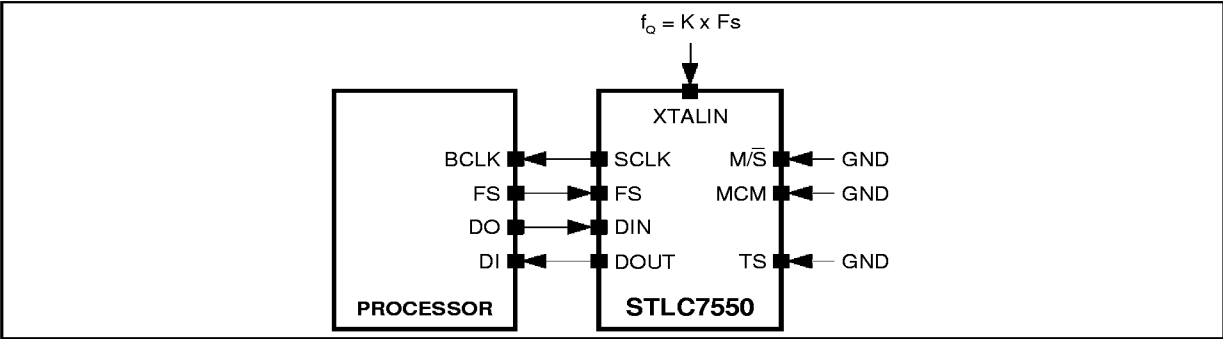 f_Q = K x Fs
XTALIN
BCLK SCLK M/S̅ GND
FS FS MCM GND
DO DIN
DI DOUT TS GND
PROCESSOR STLC7550